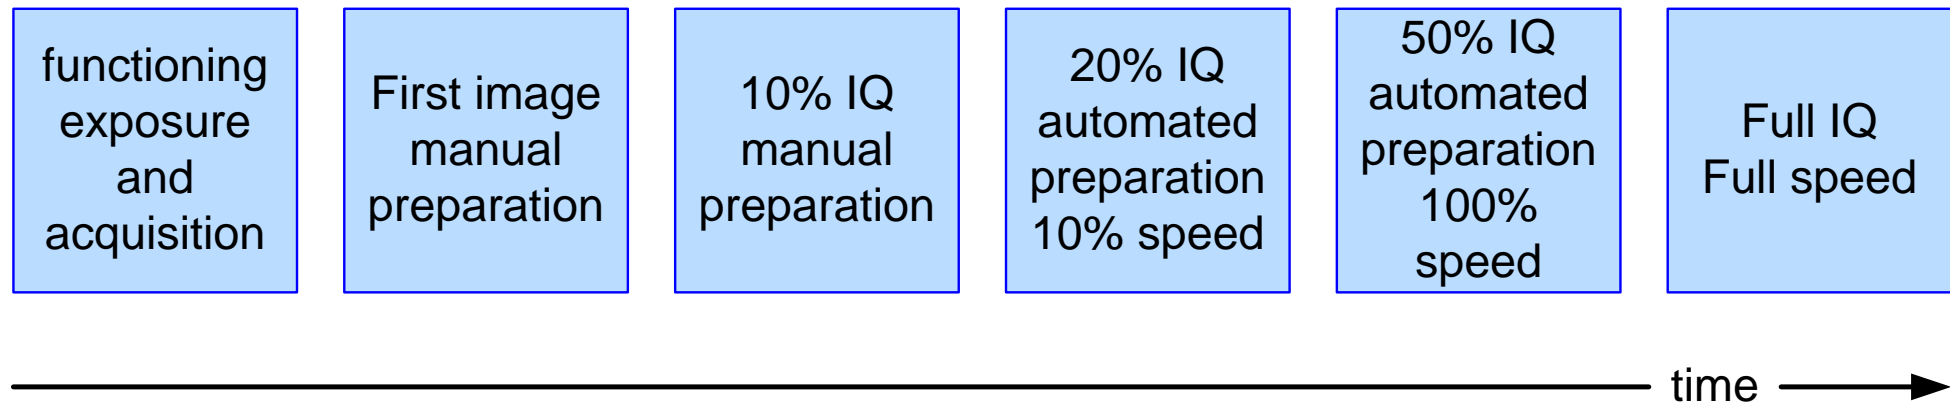 functioning
exposure
and
acquisition
First image
manual
preparation
10% IQ
manual
preparation
20% IQ
automated
preparation
10% speed
50% IQ
automated
preparation
100%
speed
Full IQ
Full speed
time